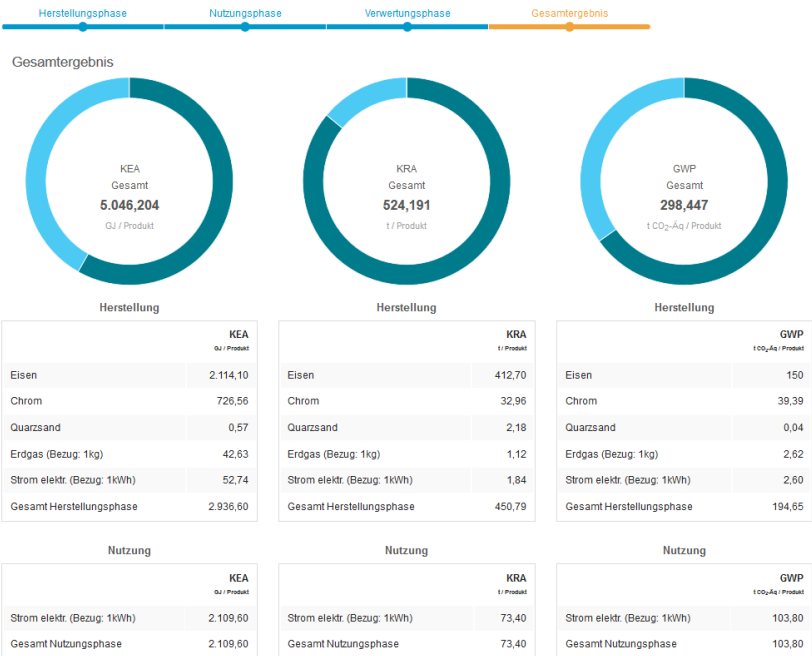 Herstellungsphase Nutzungsphase Verwertungsphase Gesamtergebnis
Gesamtergebnis
KEA
Gesamt
5.046,204
GJ / Produkt
KRA
Gesamt
524,191
t / Produkt
GWP
Gesamt
298,447
t CO₂-Äq / Produkt
Herstellung
KEA
GJ / Produkt
Eisen 2.114,10
Chrom 726,56
Quarzsand 0,57
Erdgas (Bezug: 1kg) 42,63
Strom elektr. (Bezug: 1kWh) 52,74
Gesamt Herstellungsphase 2.936,60
Herstellung
KRA
t / Produkt
Eisen 412,70
Chrom 32,96
Quarzsand 2,18
Erdgas (Bezug: 1kg) 1,12
Strom elektr. (Bezug: 1kWh) 1,84
Gesamt Herstellungsphase 450,79
Herstellung
GWP
t CO₂-Äq / Produkt
Eisen 150
Chrom 39,39
Quarzsand 0,04
Erdgas (Bezug: 1kg) 2,62
Strom elektr. (Bezug: 1kWh) 2,60
Gesamt Herstellungsphase 194,65
Nutzung
KEA
GJ / Produkt
Strom elektr. (Bezug: 1kWh) 2.109,60
Gesamt Nutzungsphase 2.109,60
Nutzung
KRA
t / Produkt
Strom elektr. (Bezug: 1kWh) 73,40
Gesamt Nutzungsphase 73,40
Nutzung
GWP
t CO₂-Äq / Produkt
Strom elektr. (Bezug: 1kWh) 103,80
Gesamt Nutzungsphase 103,80